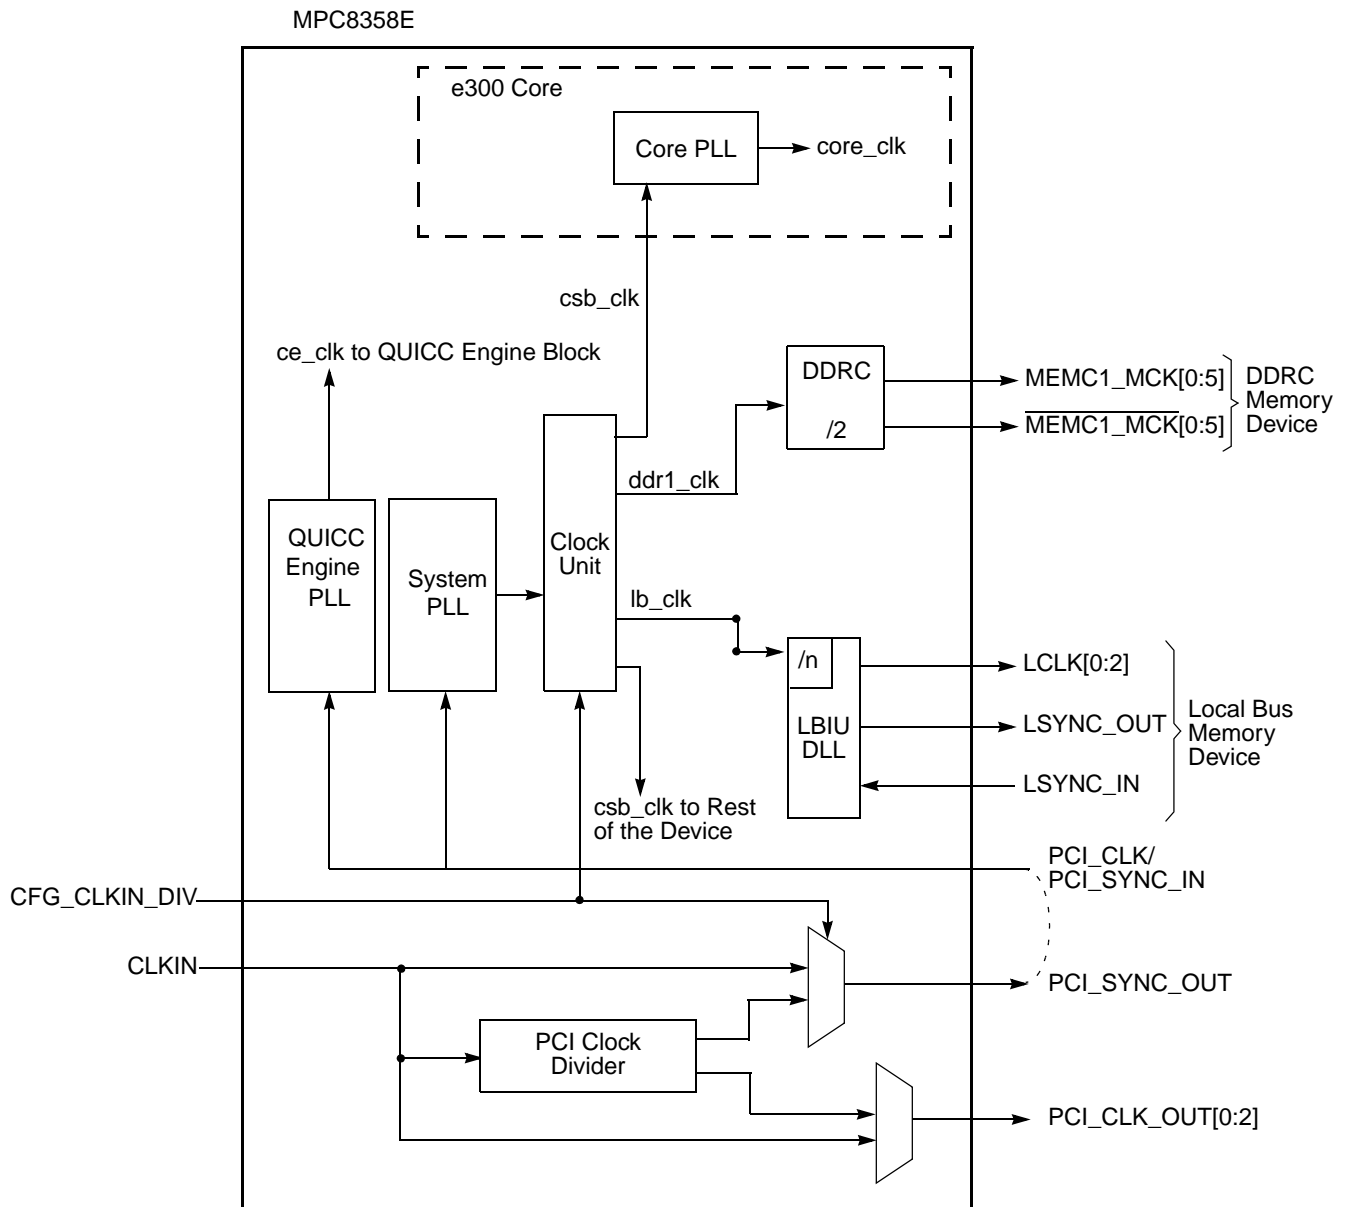 MPC8358E
e300 Core
Core PLL
core_clk
csb_clk
ce_clk to QUICC Engine Block
DDRC
/2
MEMC1_MCK[0:5]
MEMC1_MCK[0:5]
DDRC
Memory
Device
ddr1_clk
QUICC
Engine
PLL
System
PLL
Clock
Unit
lb_clk
/n
LBIU
DLL
LCLK[0:2]
LSYNC_OUT
LSYNC_IN
Local Bus
Memory
Device
csb_clk to Rest
of the Device
PCI_CLK/
PCI_SYNC_IN
CFG_CLKIN_DIV
CLKIN
PCI_SYNC_OUT
PCI Clock
Divider
PCI_CLK_OUT[0:2]